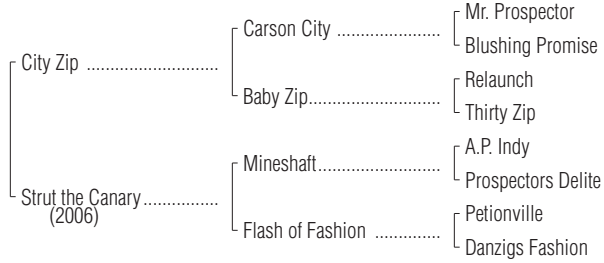 Mr. Prospector
Carson City ......................
Blushing Promise
City Zip ............................
Relaunch
Baby Zip............................
Thirty Zip
A.P. Indy
Mineshaft..........................
Prospectors Delite
Strut the Canary ................
(2006)
Petionville
Flash of Fashion ..............
Danzigs Fashion